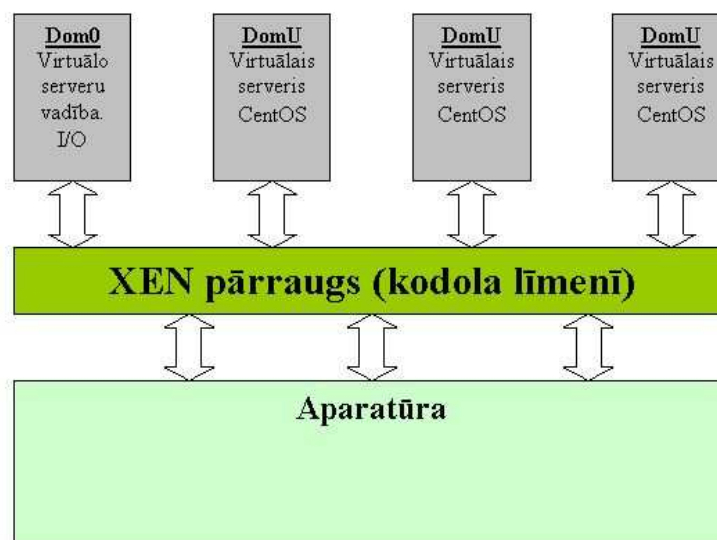 Dom0
Virtuālo
serveru
vadība.
I/O
DomU
Virtuālais
serveris
CentOS
DomU
Virtuālais
serveris
CentOS
DomU
Virtuālais
serveris
CentOS
XEN pārraugs (kodola līmenī)
Aparatūra